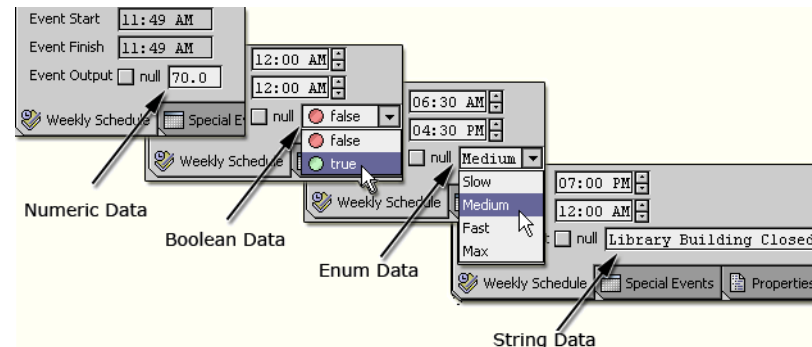 Event Start 11:49 AM
Event Finish 11:49 AM
Event Output null 70.0
Weekly Schedule Special Ev
12:00 AM
12:00 AM
null false
false
true
Weekly Schedule
06:30 AM
04:30 PM
null Medium
Slow
Medium
Fast
Max
Weekly Schedule
07:00 PM
12:00 AM
: null Library Building Closed
Weekly Schedule Special Events Properties
Numeric Data
Boolean Data
Enum Data
String Data